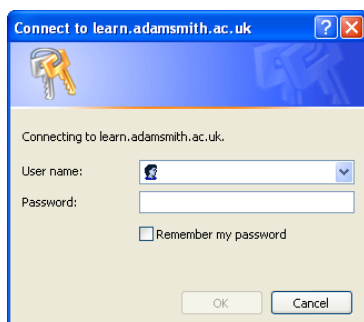 Connect to learn.adamsmith.ac.uk
Connecting to learn.adamsmith.ac.uk.
User name:
Password:
Remember my password
OK
Cancel